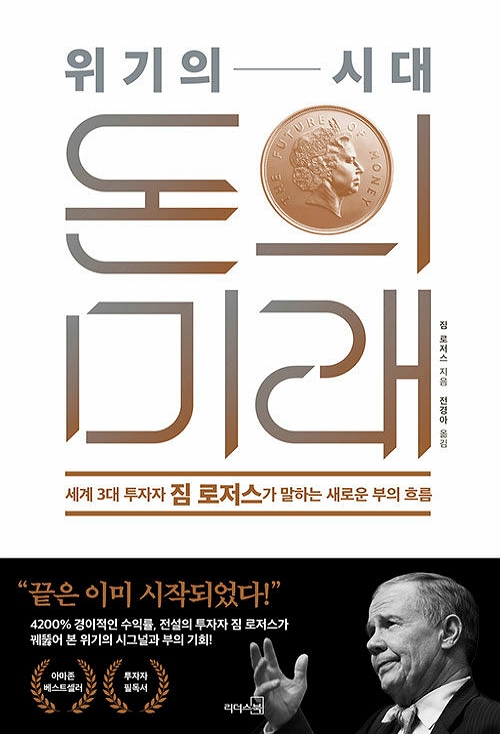 위기의 시대
돈의
THE FUTURE OF MONEY
미래
짐 로저스 지음 전경아 옮김
세계 3대 투자자 짐 로저스가 말하는 새로운 부의 흐름
“끝은 이미 시작되었다!”
4200% 경이적인 수익률, 전설의 투자자 짐 로저스가
꿰뚫어 본 위기의 시그널과 부의 기회!
아마존
베스트셀러
투자자
필독서
리더스북